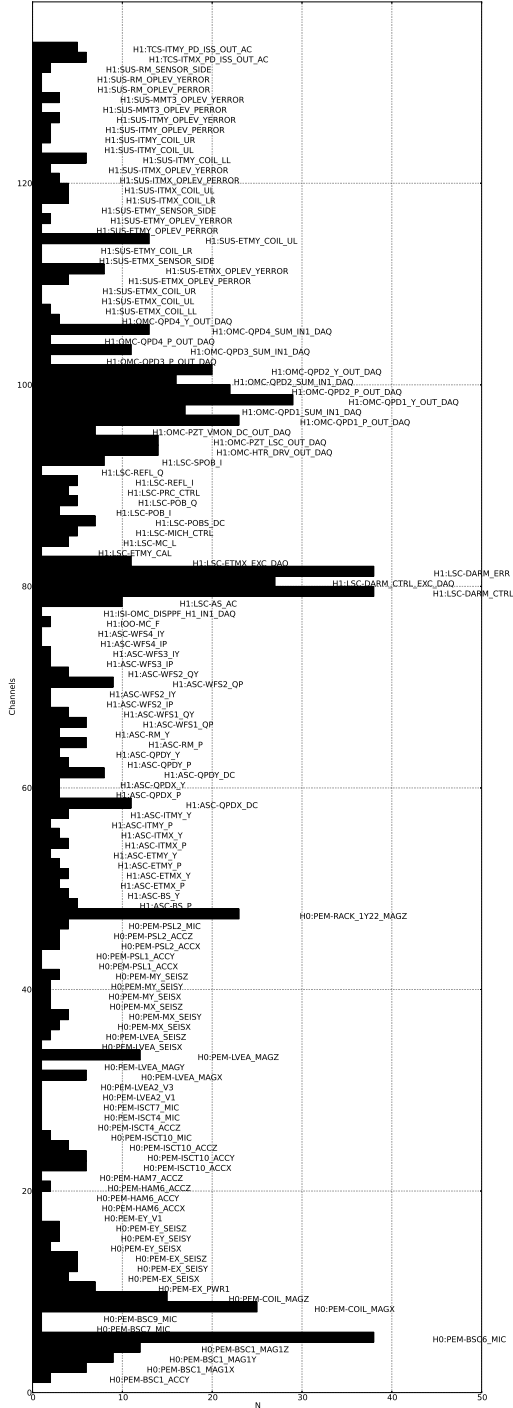 H1:TCS-ITMY_PD_ISS_OUT_AC
H1:TCS-ITMX_PD_ISS_OUT_AC
H1:SUS-RM_SENSOR_SIDE
H1:SUS-RM_OPLEV_YERROR
H1:SUS-RM_OPLEV_PERROR
H1:SUS-MMT3_OPLEV_YERROR
H1:SUS-MMT3_OPLEV_PERROR
H1:SUS-ITMY_OPLEV_YERROR
H1:SUS-ITMY_OPLEV_PERROR
H1:SUS-ITMY_COIL_UR
H1:SUS-ITMY_COIL_UL
H1:SUS-ITMY_COIL_LL
H1:SUS-ITMX_OPLEV_YERROR
H1:SUS-ITMX_OPLEV_PERROR
120
H1:SUS-ITMX_COIL_UL
H1:SUS-ITMX_COIL_LR
H1:SUS-ETMY_SENSOR_SIDE
H1:SUS-ETMY_OPLEV_YERROR
H1:SUS-ETMY_OPLEV_PERROR
H1:SUS-ETMY_COIL_UL
H1:SUS-ETMY_COIL_LR
H1:SUS-ETMX_SENSOR_SIDE
H1:SUS-ETMX_OPLEV_YERROR
H1:SUS-ETMX_OPLEV_PERROR
H1:SUS-ETMX_COIL_UR
H1:SUS-ETMX_COIL_UL
H1:SUS-ETMX_COIL_LL
H1:OMC-QPD4_Y_OUT_DAQ
H1:OMC-QPD4_SUM_IN1_DAQ
H1:OMC-QPD4_P_OUT_DAQ
H1:OMC-QPD3_SUM_IN1_DAQ
H1:OMC-QPD3_P_OUT_DAQ
H1:OMC-QPD2_Y_OUT_DAQ
H1:OMC-QPD2_SUM_IN1_DAQ
100
H1:OMC-QPD2_P_OUT_DAQ
H1:OMC-QPD1_Y_OUT_DAQ
H1:OMC-QPD1_SUM_IN1_DAQ
H1:OMC-QPD1_P_OUT_DAQ
H1:OMC-PZT_VMON_DC_OUT_DAQ
H1:OMC-PZT_LSC_OUT_DAQ
H1:OMC-HTR_DRV_OUT_DAQ
H1:LSC-SPOB_I
H1:LSC-REFL_Q
H1:LSC-REFL_I
H1:LSC-PRC_CTRL
H1:LSC-POB_Q
H1:LSC-POB_I
H1:LSC-POBS_DC
H1:LSC-MICH_CTRL
H1:LSC-MC_L
H1:LSC-ETMY_CAL
H1:LSC-ETMX_EXC_DAQ
H1:LSC-DARM_ERR
H1:LSC-DARM_CTRL_EXC_DAQ
80
H1:LSC-DARM_CTRL
H1:LSC-AS_AC
H1:ISI-OMC_DISPPF_H1_IN1_DAQ
H1:IOO-MC_F
H1:ASC-WFS4_IY
H1:ASC-WFS4_IP
H1:ASC-WFS3_IY
H1:ASC-WFS3_IP
H1:ASC-WFS2_QY
H1:ASC-WFS2_QP
H1:ASC-WFS2_IY
H1:ASC-WFS2_IP
Channels
H1:ASC-WFS1_QY
H1:ASC-WFS1_QP
H1:ASC-RM_Y
H1:ASC-RM_P
H1:ASC-QPDY_Y
H1:ASC-QPDY_P
H1:ASC-QPDY_DC
H1:ASC-QPDX_Y
60
H1:ASC-QPDX_P
H1:ASC-QPDX_DC
H1:ASC-ITMY_Y
H1:ASC-ITMY_P
H1:ASC-ITMX_Y
H1:ASC-ITMX_P
H1:ASC-ETMY_Y
H1:ASC-ETMY_P
H1:ASC-ETMX_Y
H1:ASC-ETMX_P
H1:ASC-BS_Y
H1:ASC-BS_P
H0:PEM-RACK_1Y22_MAGZ
H0:PEM-PSL2_MIC
H0:PEM-PSL2_ACCZ
H0:PEM-PSL2_ACCX
H0:PEM-PSL1_ACCY
H0:PEM-PSL1_ACCX
H0:PEM-MY_SEISZ
H0:PEM-MY_SEISY
40
H0:PEM-MY_SEISX
H0:PEM-MX_SEISZ
H0:PEM-MX_SEISY
H0:PEM-MX_SEISX
H0:PEM-LVEA_SEISZ
H0:PEM-LVEA_SEISX
H0:PEM-LVEA_MAGZ
H0:PEM-LVEA_MAGY
H0:PEM-LVEA_MAGX
H0:PEM-LVEA2_V3
H0:PEM-LVEA2_V1
H0:PEM-ISCT7_MIC
H0:PEM-ISCT4_MIC
H0:PEM-ISCT4_ACCZ
H0:PEM-ISCT10_MIC
H0:PEM-ISCT10_ACCZ
H0:PEM-ISCT10_ACCY
H0:PEM-ISCT10_ACCX
H0:PEM-HAM7_ACCZ
H0:PEM-HAM6_ACCZ
20
H0:PEM-HAM6_ACCY
H0:PEM-HAM6_ACCX
H0:PEM-EY_V1
H0:PEM-EY_SEISZ
H0:PEM-EY_SEISY
H0:PEM-EY_SEISX
H0:PEM-EX_SEISZ
H0:PEM-EX_SEISY
H0:PEM-EX_SEISX
H0:PEM-EX_PWR1
H0:PEM-COIL_MAGZ
H0:PEM-COIL_MAGX
H0:PEM-BSC9_MIC
H0:PEM-BSC7_MIC
H0:PEM-BSC6_MIC
H0:PEM-BSC1_MAG1Z
H0:PEM-BSC1_MAG1Y
H0:PEM-BSC1_MAG1X
H0:PEM-BSC1_ACCY
0
0 10 20 30 40 50
N